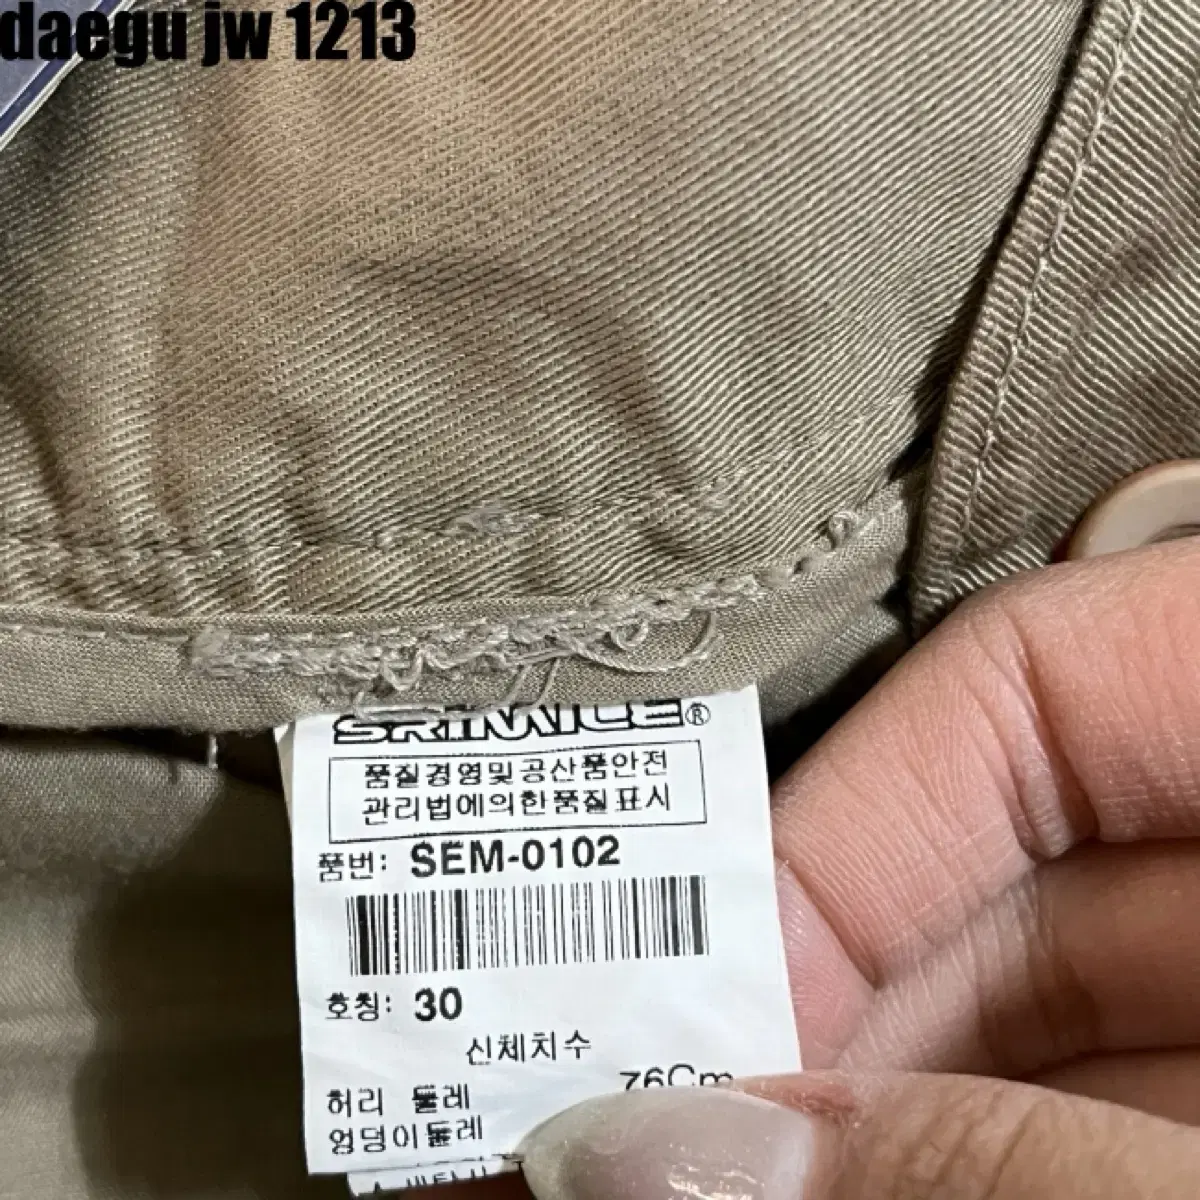 daegu jw 1213
SRIMMILE®
품질경영및공산품안전
관리법에의한품질표시
품번: SEM-0102
호칭: 30
신체치수
허리 둘레 76Cm
엉덩이둘레